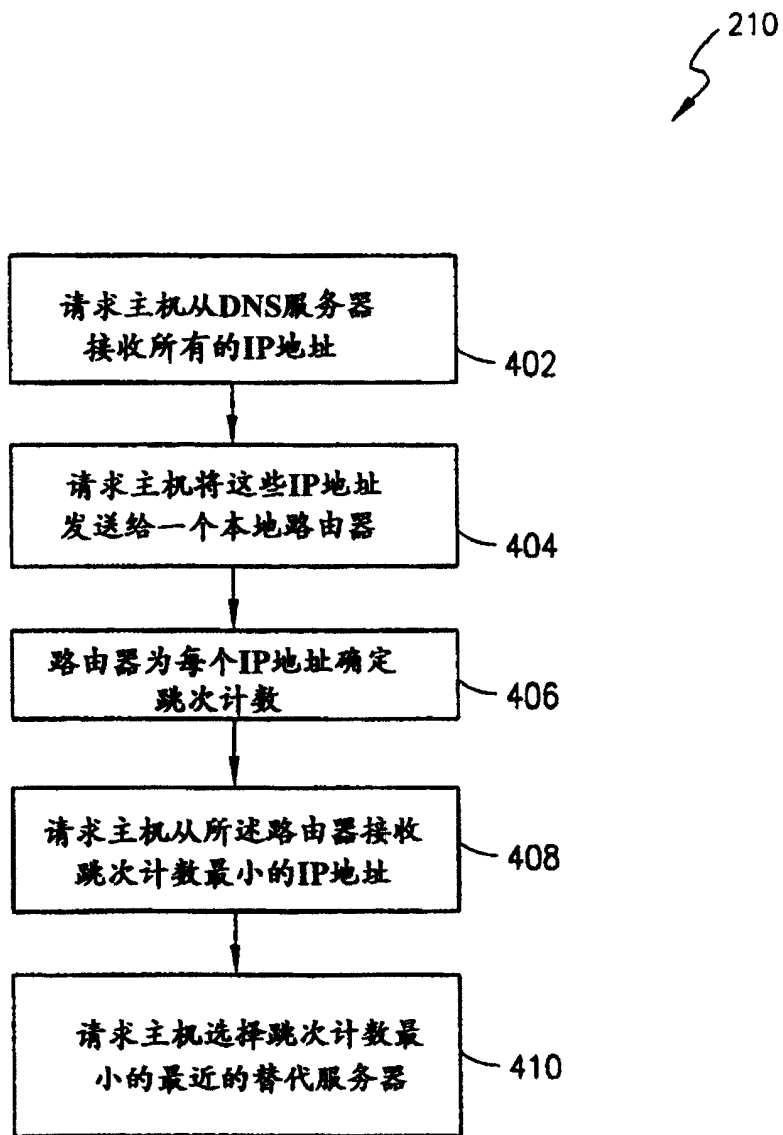 210
请求主机从DNS服务器
接收所有的IP地址
402
请求主机将这些IP地址
发送给一个本地路由器
404
路由器为每个IP地址确定
跳次计数
406
请求主机从所述路由器接收
跳次计数最小的IP地址
408
请求主机选择跳次计数最
小的最近的替代服务器
410